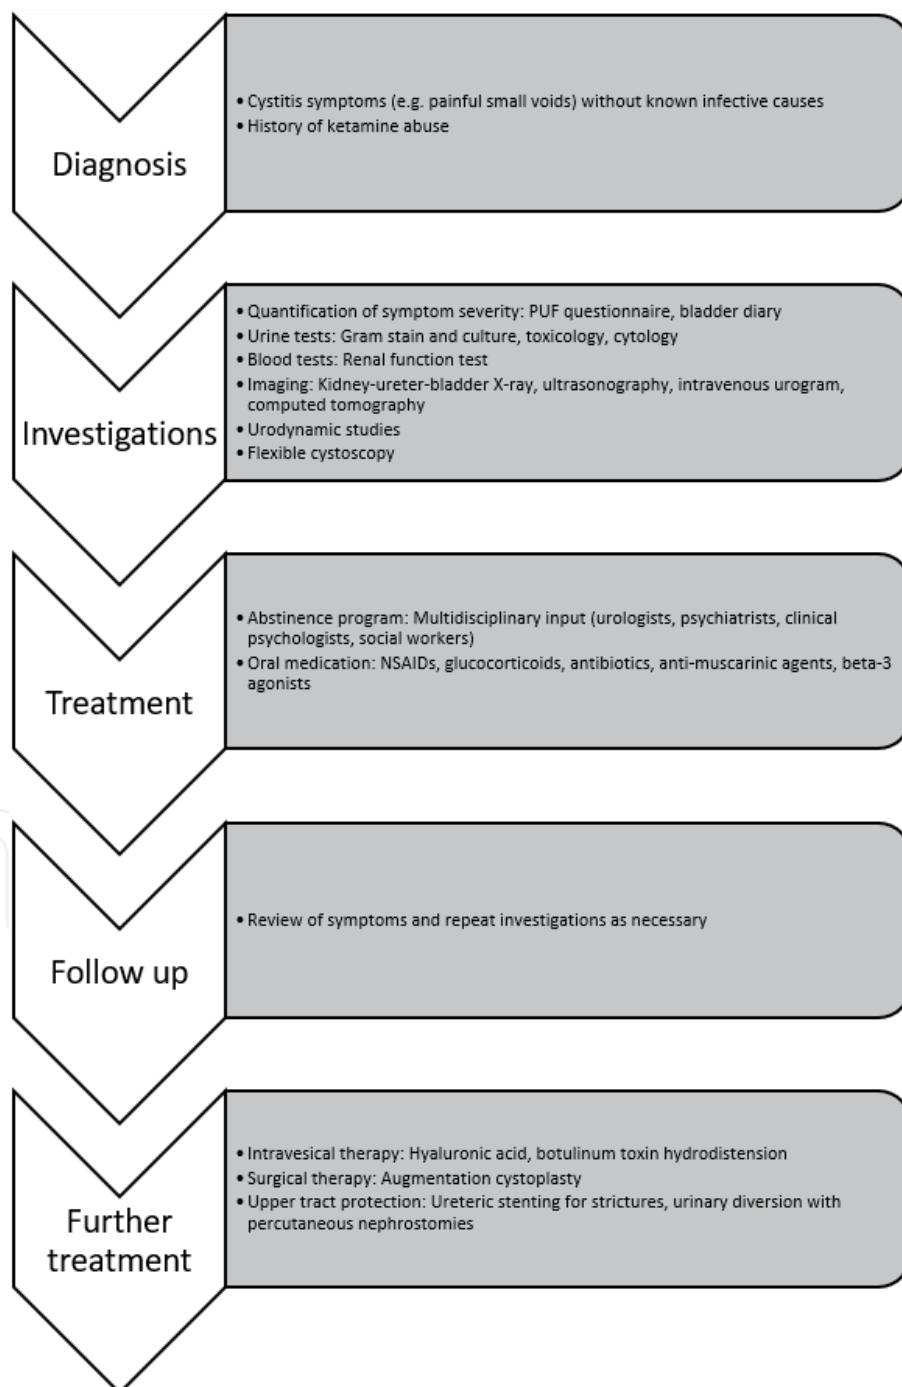 Diagnosis
• Cystitis symptoms (e.g. painful small voids) without known infective causes
• History of ketamine abuse
Investigations
• Quantification of symptom severity: PUF questionnaire, bladder diary
• Urine tests: Gram stain and culture, toxicology, cytology
• Blood tests: Renal function test
• Imaging: Kidney-ureter-bladder X-ray, ultrasonography, intravenous urogram,
computed tomography
• Urodynamic studies
• Flexible cystoscopy
Treatment
• Abstinence program: Multidisciplinary input (urologists, psychiatrists, clinical
psychologists, social workers)
• Oral medication: NSAIDs, glucocorticoids, antibiotics, anti-muscarinic agents, beta-3
agonists
Follow up
• Review of symptoms and repeat investigations as necessary
Further
treatment
• Intravesical therapy: Hyaluronic acid, botulinum toxin hydrodistension
• Surgical therapy: Augmentation cystoplasty
• Upper tract protection: Ureteric stenting for strictures, urinary diversion with
percutaneous nephrostomies